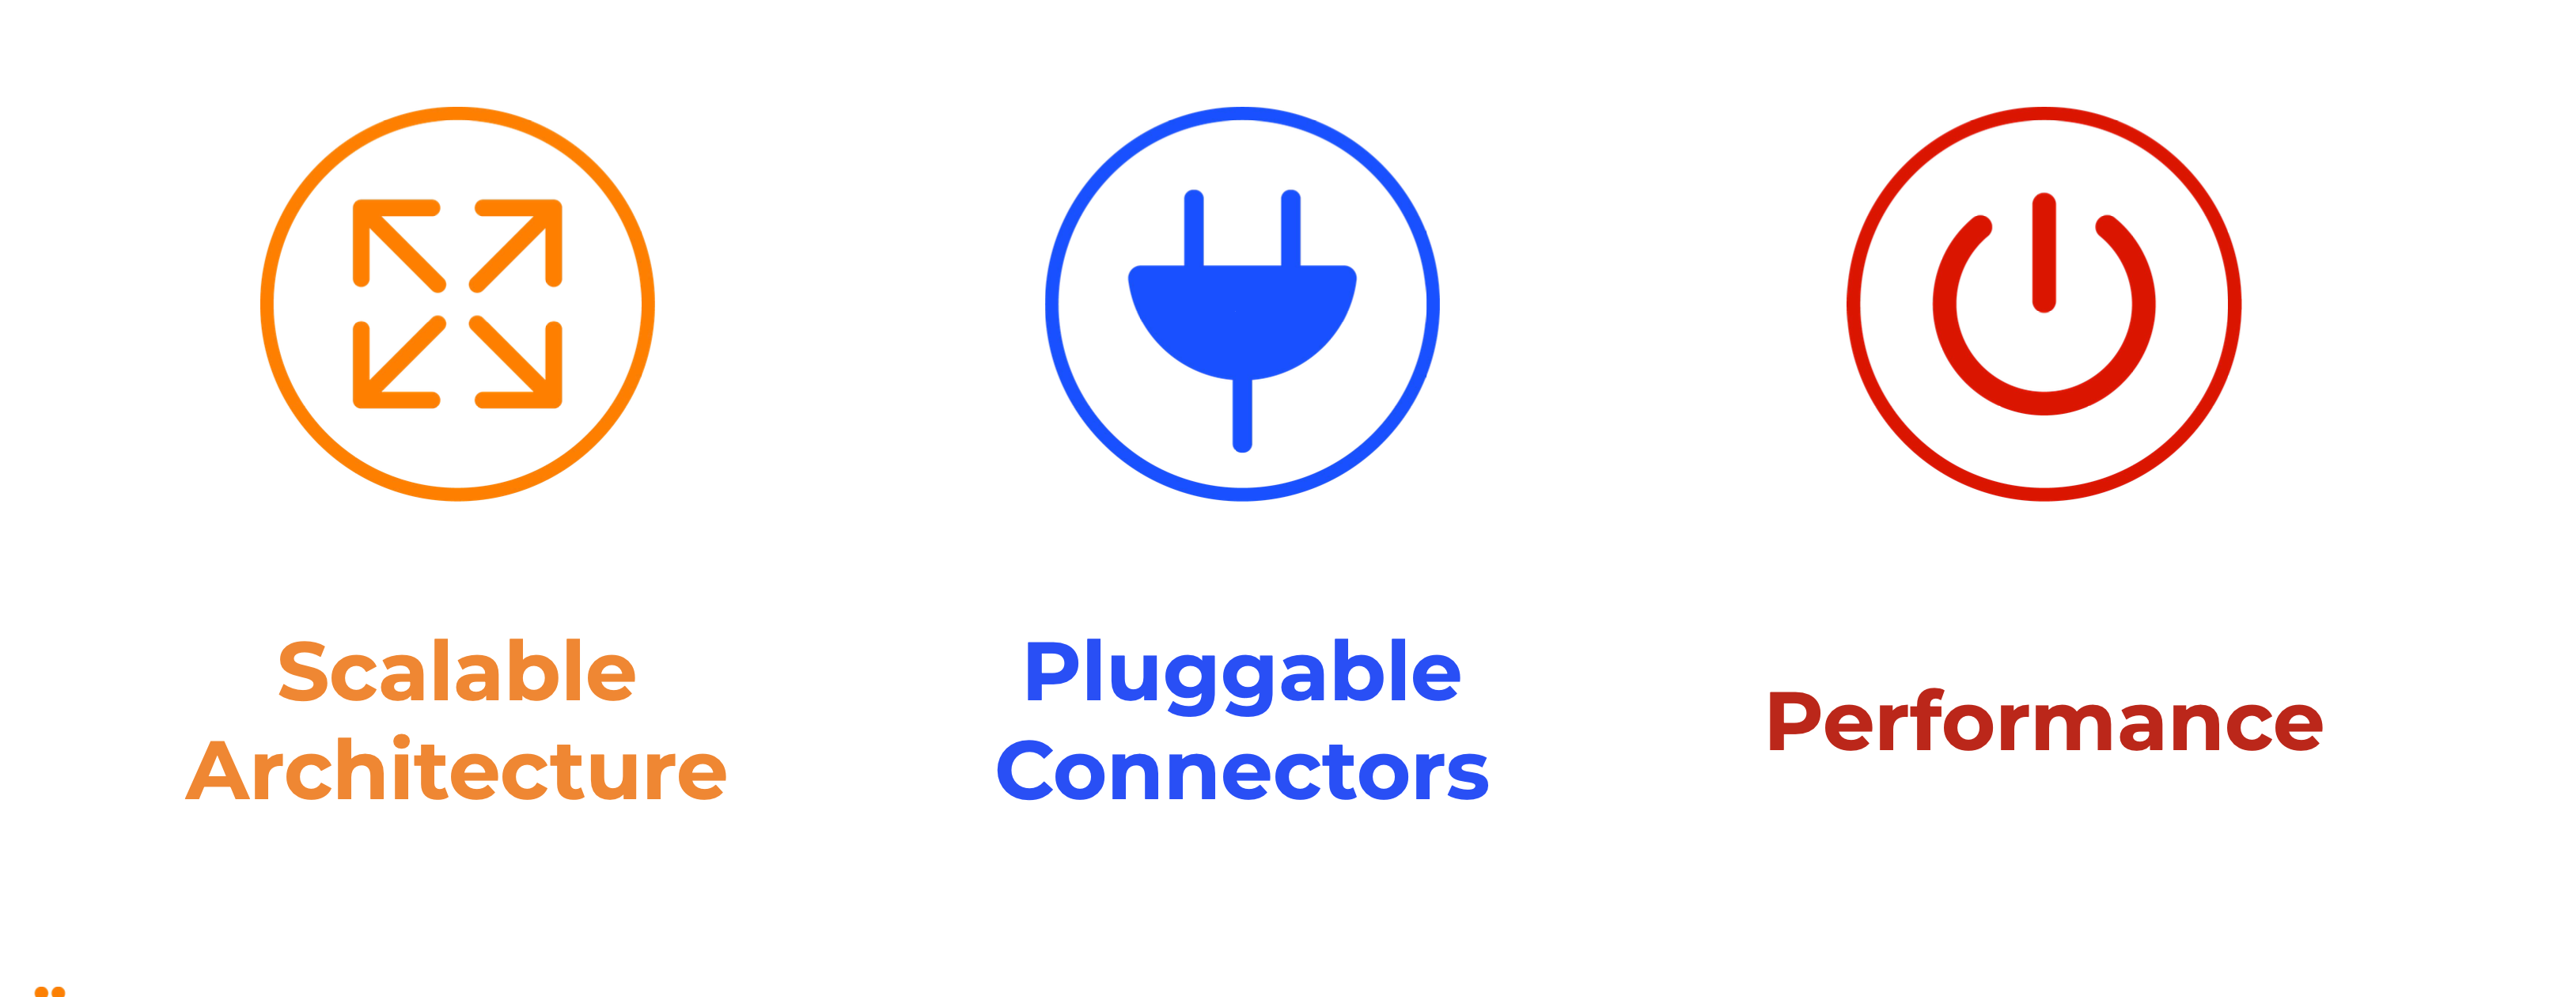 Scalable
Architecture
Pluggable
Connectors
Performance